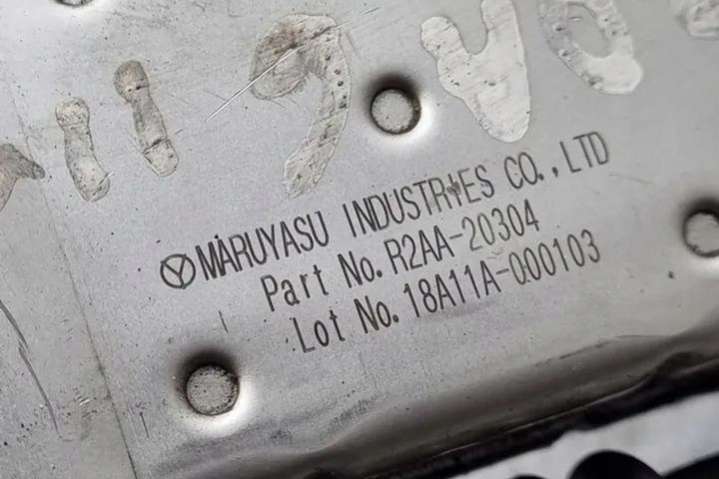 MARUYASU INDUSTRIES CO., LTD
Part No. R2AA-20304
Lot No. 18A11A-000103